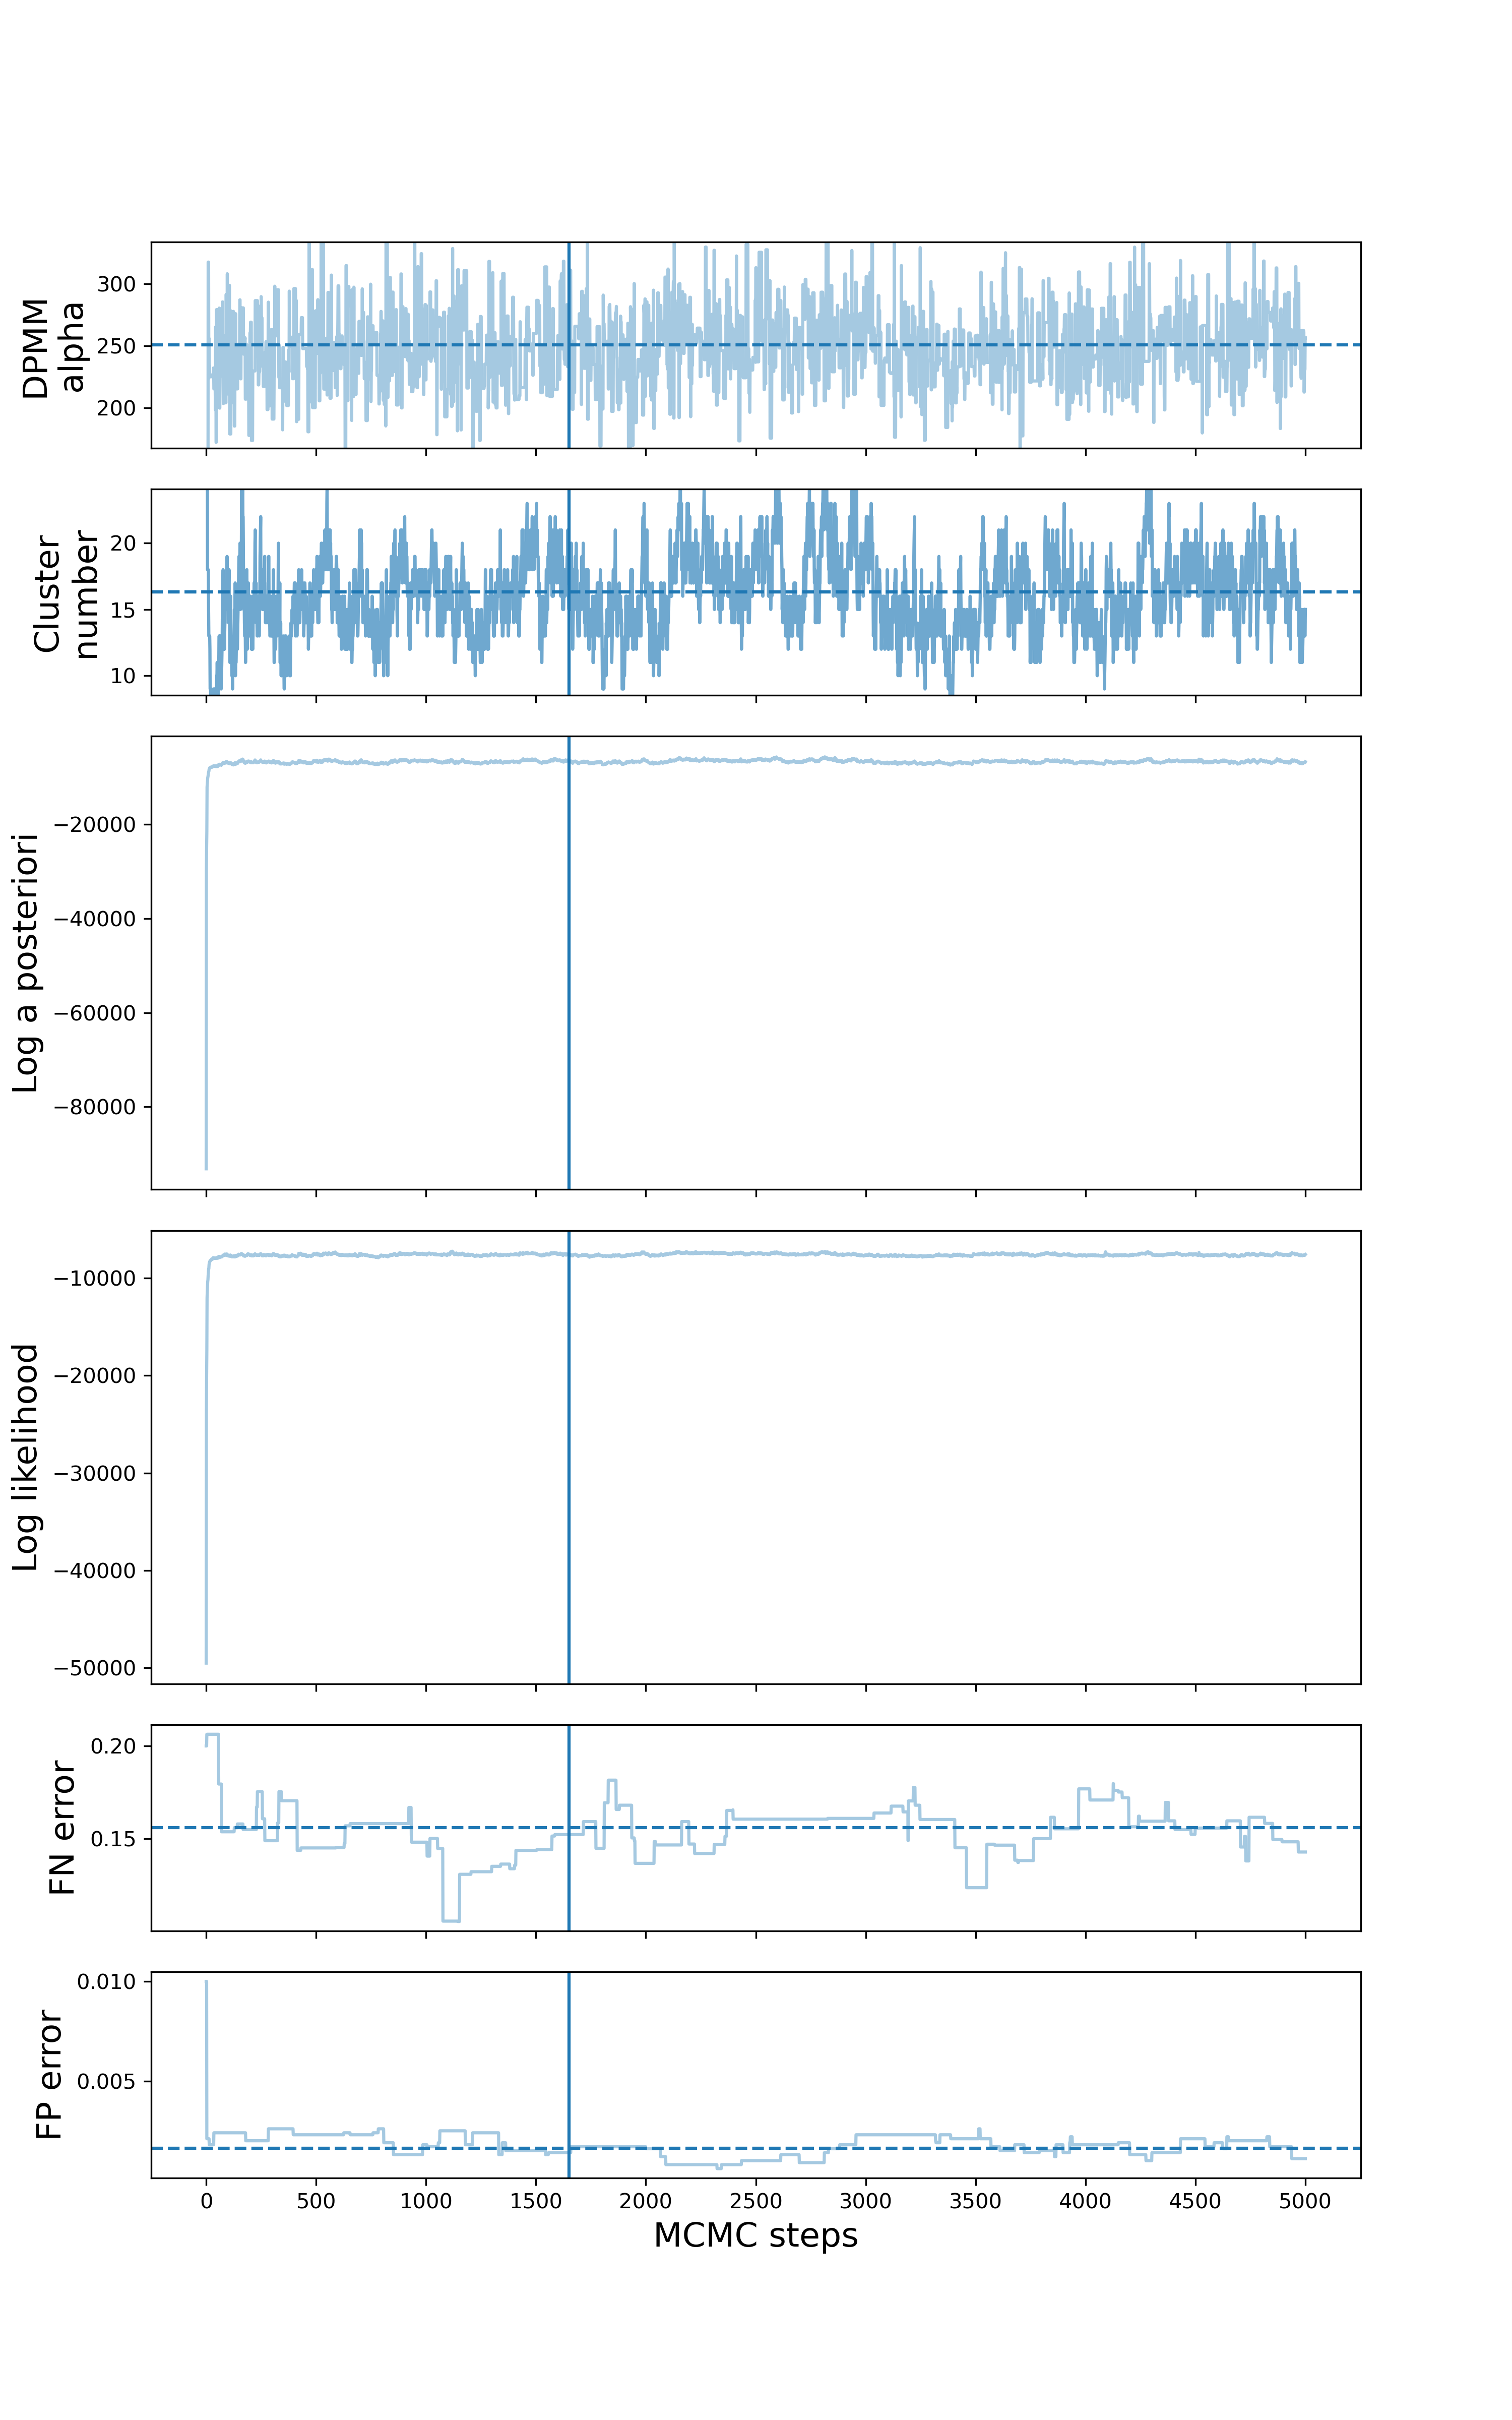 DPMM
alpha
300
250
200
Cluster
number
20
15
10
Log a posteriori
−20000
−40000
−60000
−80000
Log likelihood
−10000
−20000
−30000
−40000
−50000
FN error
0.20
0.15
FP error
0.010
0.005
0 500 1000 1500 2000 2500 3000 3500 4000 4500 5000
MCMC steps